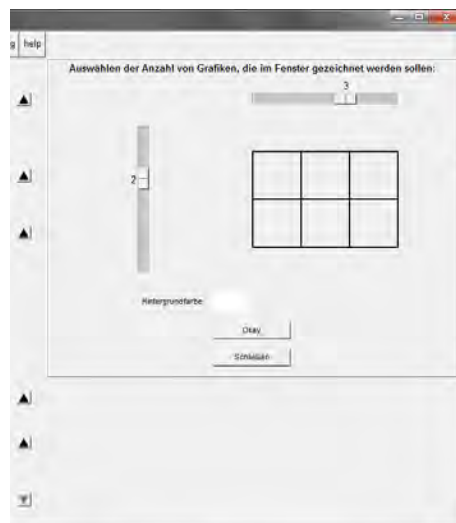 g help
Auswählen der Anzahl von Grafiken, die im Fenster gezeichnet werden sollen:
3
2
Hintergrundfarbe
Okay
Schließen